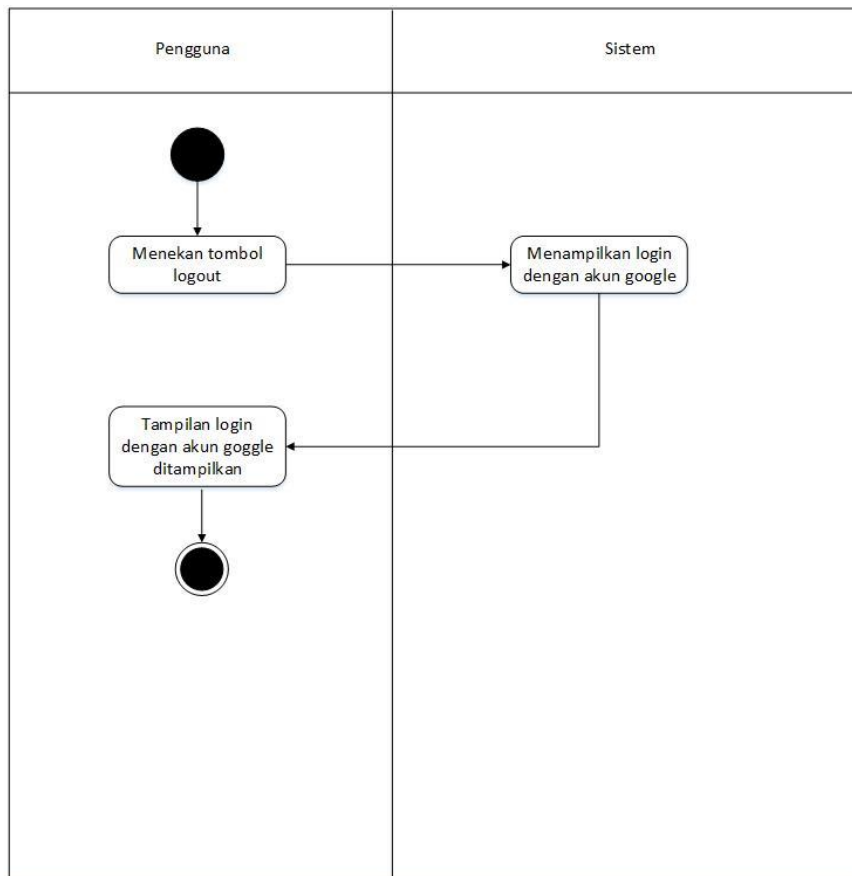 Pengguna
Sistem
Menekan tombol
logout
Menampilkan login
dengan akun google
Tampilan login
dengan akun goggle
ditampilkan